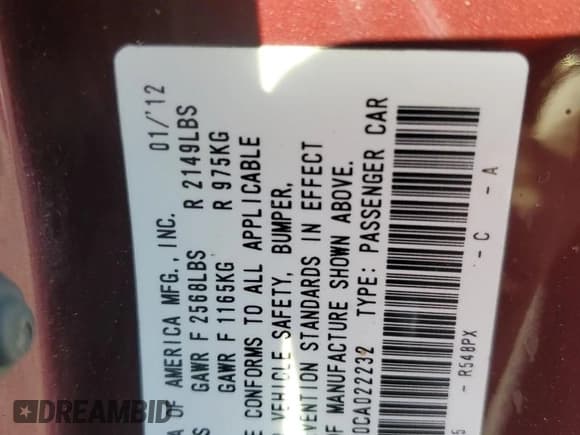 01/'12
OF AMERICA MFG., INC.
GAWR F 2568LBS R 2149LBS
GAWR F 1165KG R 975KG
CONFORMS TO ALL APPLICABLE
VEHICLE SAFETY, BUMPER,
STANDARDS IN EFFECT
OF MANUFACTURE SHOWN ABOVE.
0CA022232 TYPE: PASSENGER CAR
- R548PX - C - A
DREAMBID